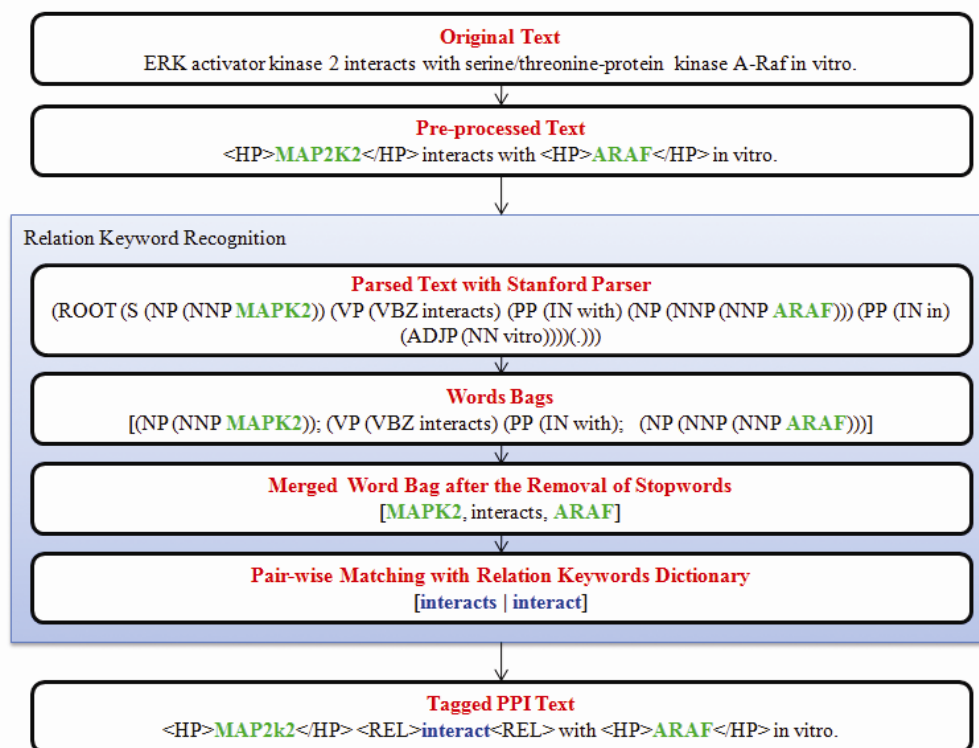 Original Text
ERK activator kinase 2 interacts with serine/threonine-protein kinase A-Raf in vitro.
Pre-processed Text
<HP>MAP2K2</HP> interacts with <HP>ARAF</HP> in vitro.
Relation Keyword Recognition
Parsed Text with Stanford Parser
(ROOT (S (NP (NNP MAPK2)) (VP (VBZ interacts) (PP (IN with) (NP (NNP (NNP ARAF))) (PP (IN in)
(ADJP (NN vitro))))(.)))
Words Bags
[(NP (NNP MAPK2)); (VP (VBZ interacts) (PP (IN with); (NP (NNP (NNP ARAF)))]
Merged Word Bag after the Removal of Stopwords
[MAPK2, interacts, ARAF]
Pair-wise Matching with Relation Keywords Dictionary
[interacts | interact]
Tagged PPI Text
<HP>MAP2k2</HP> <REL>interact<REL> with <HP>ARAF</HP> in vitro.